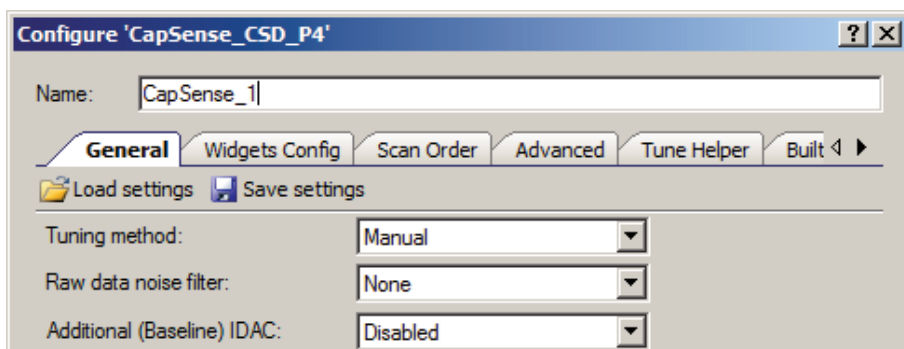 Configure 'CapSense_CSD_P4'
Name: CapSense_1
General Widgets Config Scan Order Advanced Tune Helper Built
Load settings Save settings
Tuning method: Manual
Raw data noise filter: None
Additional (Baseline) IDAC: Disabled